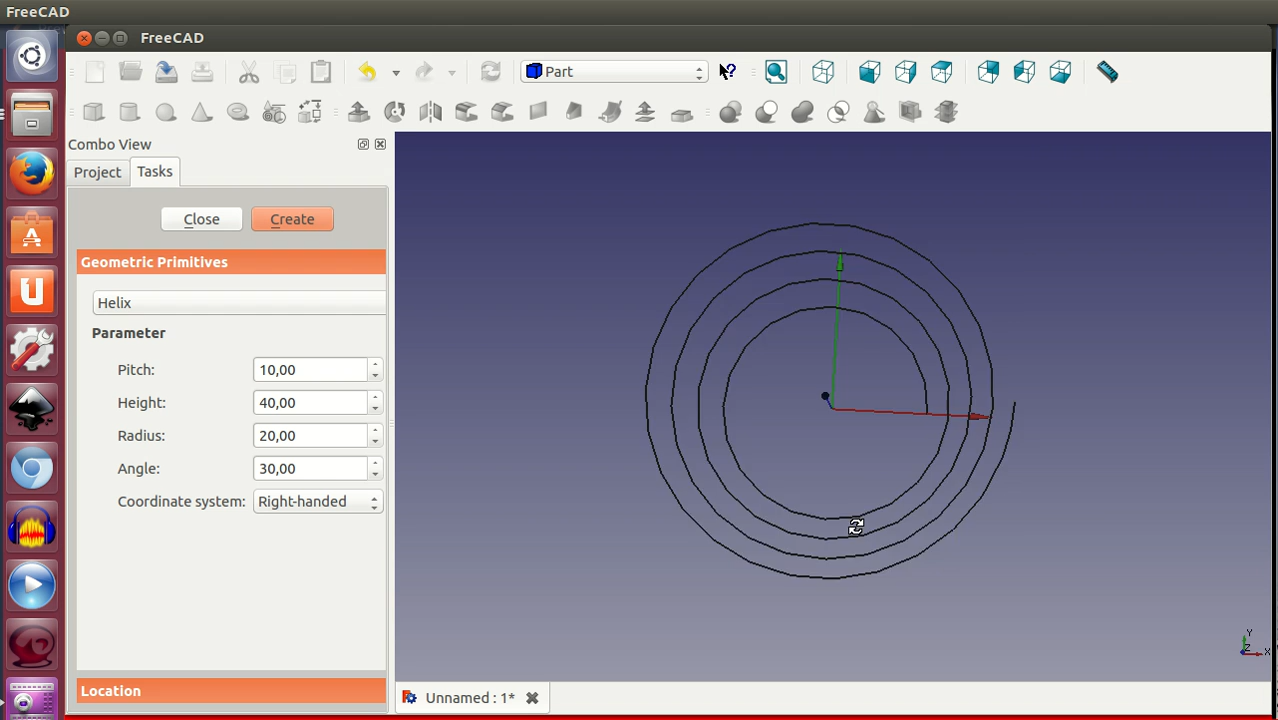 FreeCAD
FreeCAD
Part
Combo View
Project
Tasks
Close
Create
Geometric Primitives
Helix
Parameter
Pitch:
10,00
Height:
40,00
Radius:
20,00
Angle:
30,00
Coordinate system:
Right-handed
Location
Unnamed : 1*
Y
Z
X